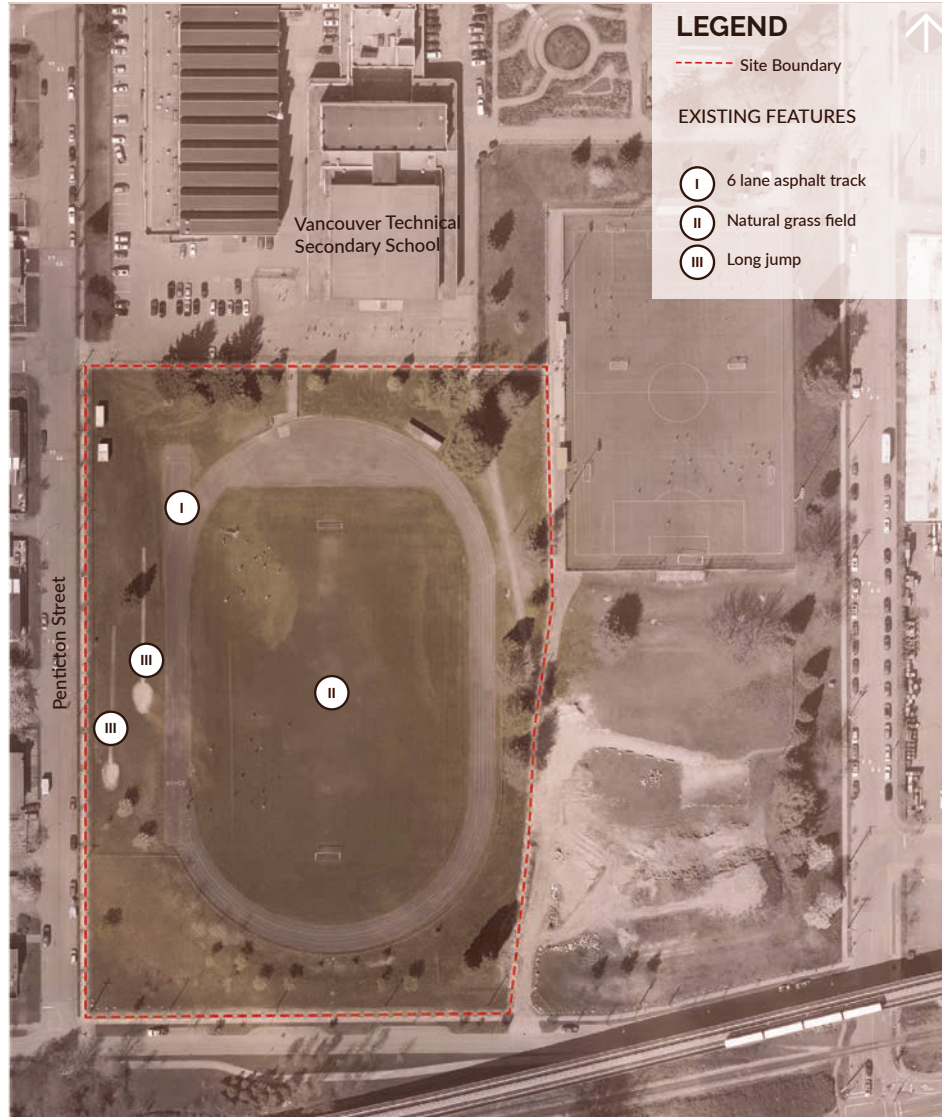 LEGEND
Site Boundary
EXISTING FEATURES
I 6 lane asphalt track
II Natural grass field
III Long jump
Vancouver Technical
Secondary School
I
III
II
III
Penticton Street